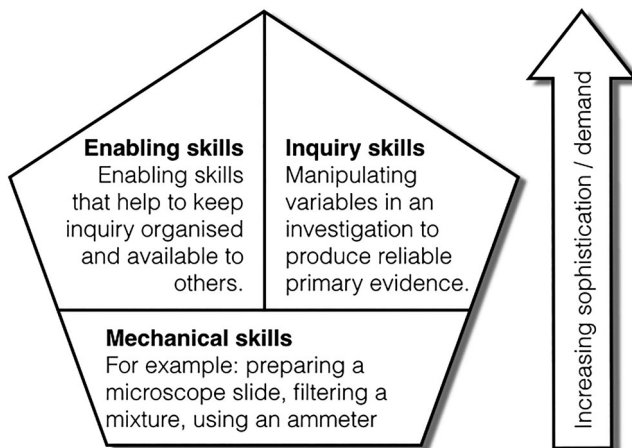 Enabling skills
Enabling skills
that help to keep
inquiry organised
and available to
others.
Inquiry skills
Manipulating
variables in an
investigation to
produce reliable
primary evidence.
Mechanical skills
For example: preparing a
microscope slide, filtering a
mixture, using an ammeter
Increasing sophistication / demand